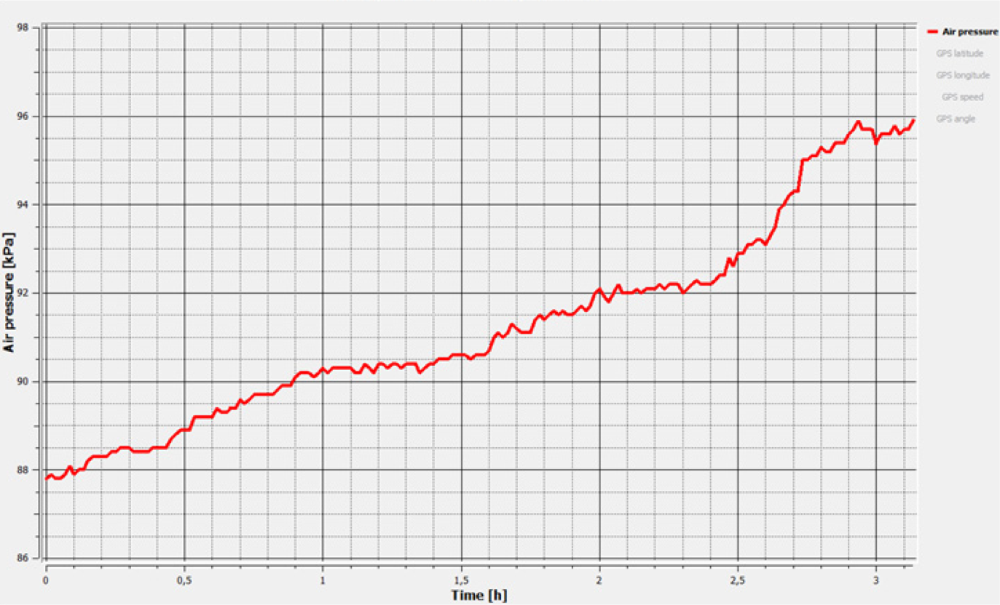 98
96
94
92
90
88
86
Air pressure [kPa]
0 0,5 1 1,5 2 2,5 3
Time [h]
Air pressure
GPS latitude
GPS longitude
GPS speed
GPS angle